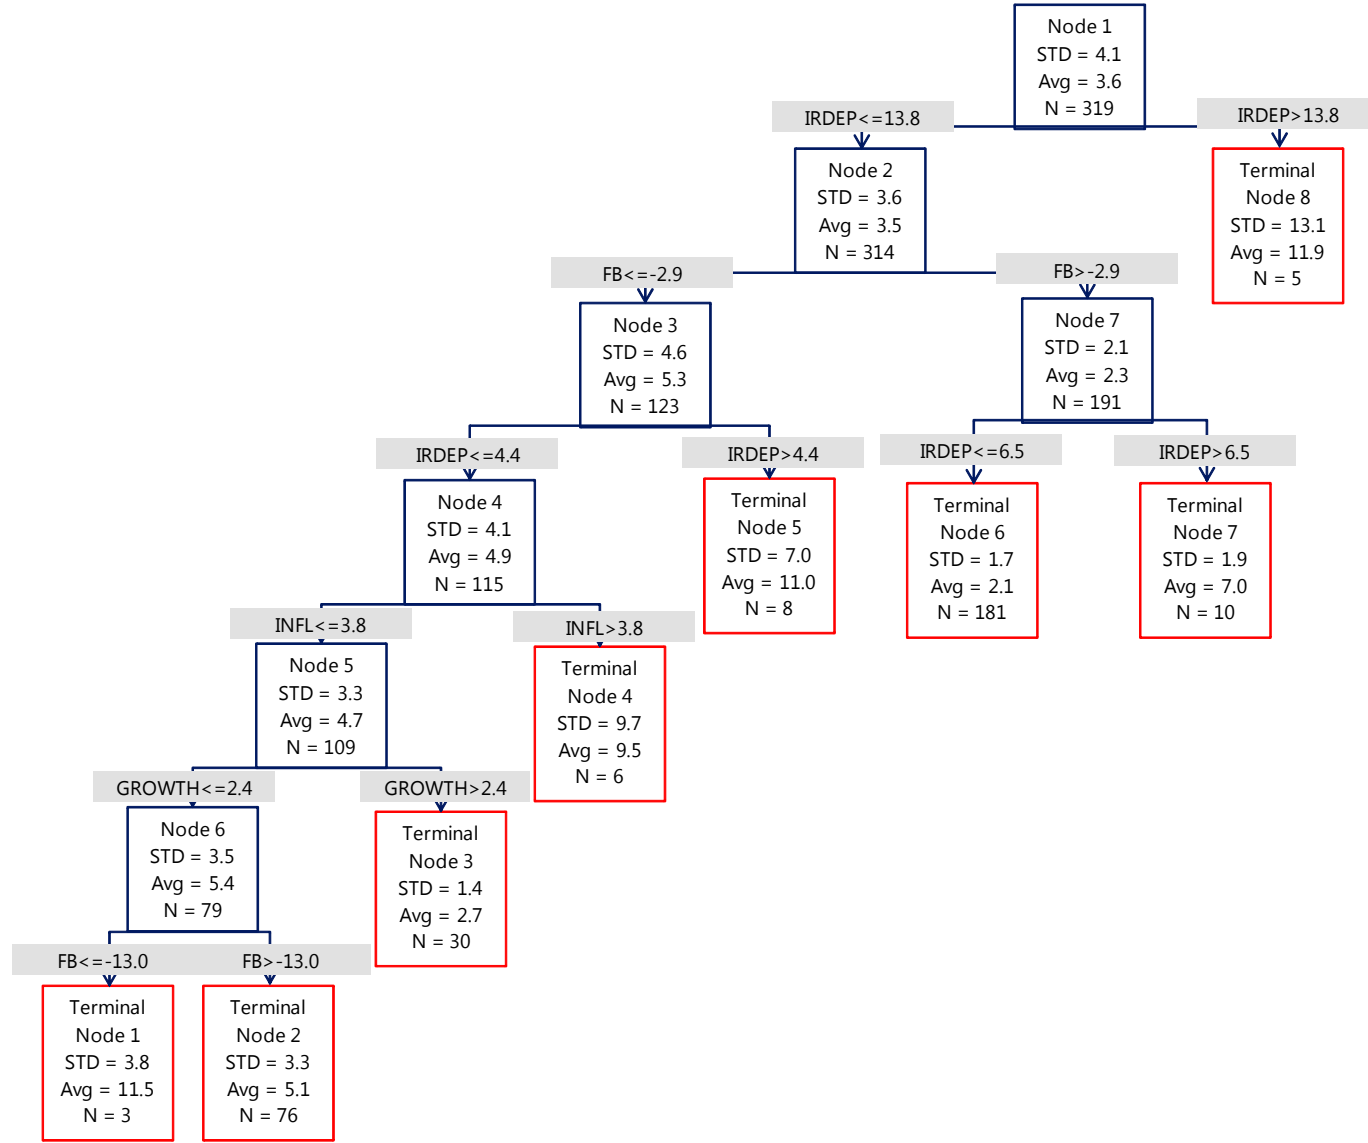 Node 1
STD = 4.1
Avg = 3.6
N = 319
IRDEP<=13.8
IRDEP>13.8
Node 2
STD = 3.6
Avg = 3.5
N = 314
Terminal
Node 8
STD = 13.1
Avg = 11.9
N = 5
FB<=-2.9
FB>-2.9
Node 3
STD = 4.6
Avg = 5.3
N = 123
Node 7
STD = 2.1
Avg = 2.3
N = 191
IRDEP<=4.4
IRDEP>4.4
IRDEP<=6.5
IRDEP>6.5
Node 4
STD = 4.1
Avg = 4.9
N = 115
Terminal
Node 5
STD = 7.0
Avg = 11.0
N = 8
Terminal
Node 6
STD = 1.7
Avg = 2.1
N = 181
Terminal
Node 7
STD = 1.9
Avg = 7.0
N = 10
INFL<=3.8
INFL>3.8
Node 5
STD = 3.3
Avg = 4.7
N = 109
Terminal
Node 4
STD = 9.7
Avg = 9.5
N = 6
GROWTH<=2.4
GROWTH>2.4
Node 6
STD = 3.5
Avg = 5.4
N = 79
Terminal
Node 3
STD = 1.4
Avg = 2.7
N = 30
FB<=-13.0
FB>-13.0
Terminal
Node 1
STD = 3.8
Avg = 11.5
N = 3
Terminal
Node 2
STD = 3.3
Avg = 5.1
N = 76